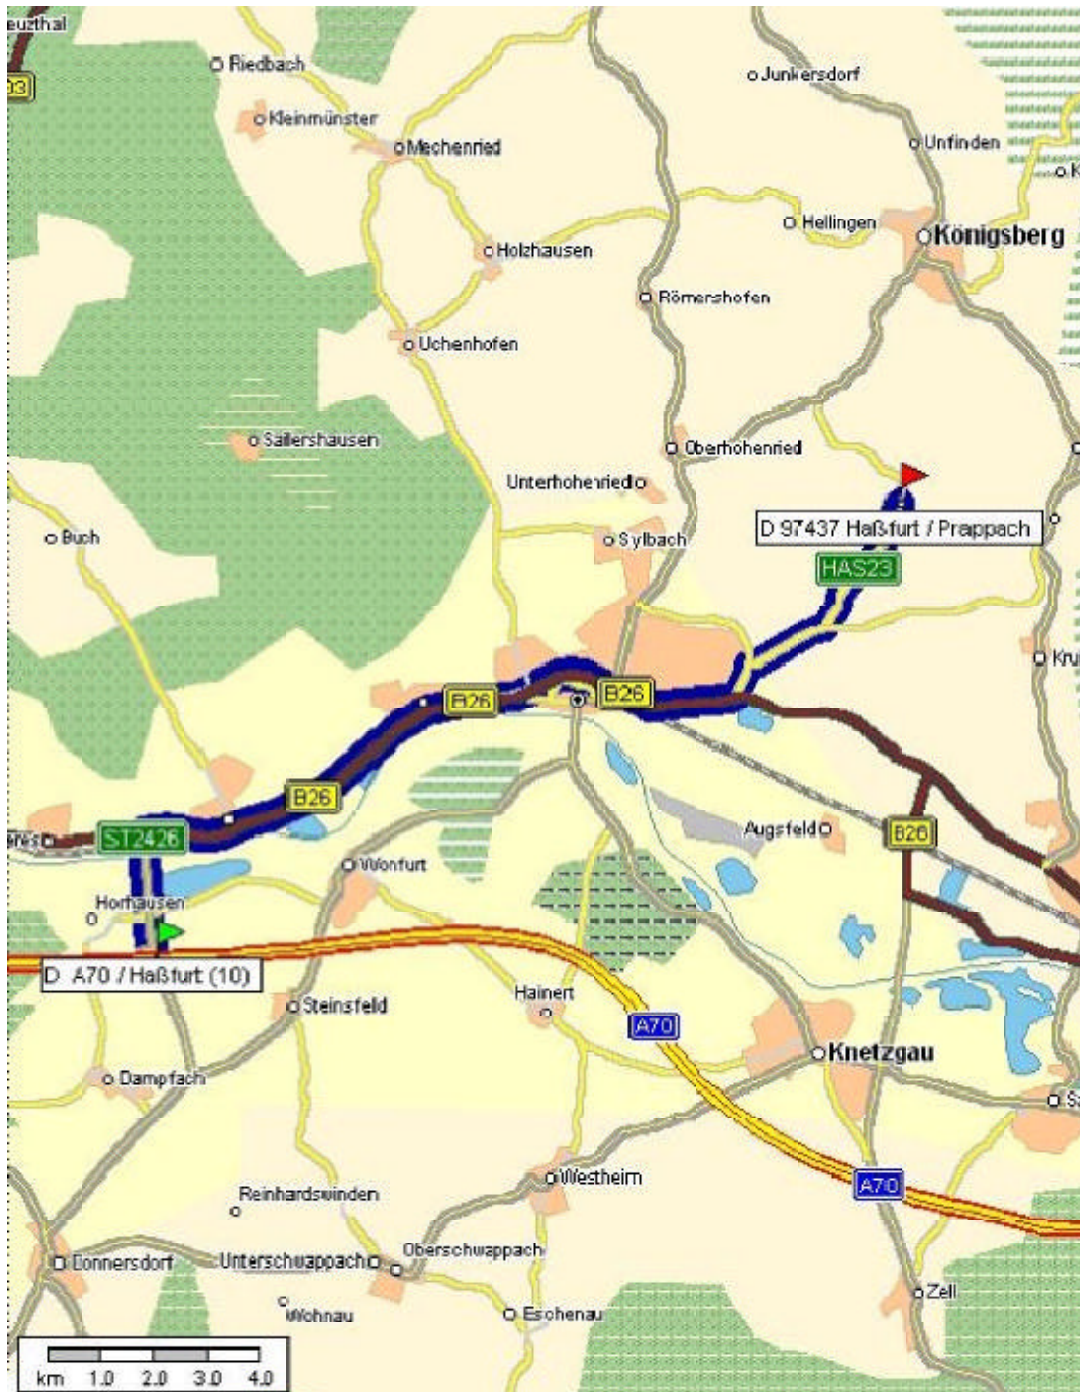 euzthal
Riedbach
Junkersdorf
Kleinmünster
Mechenried
Unfinden
Hellingen
Königsberg
Holzhausen
Römershofen
Uchenhofen
Sailershausen
Oberhohenried
Unterhohenried
D 97437 Haßfurt / Prappach
Buch
Sylbach
HAS23
Kru
B26
B26
B26
ST2426
Augsfeld
B26
Wonfurt
Horhausen
D A70 / Haßfurt (10)
Hainert
Steinsfeld
A70
Knetzgau
Dampfach
Westheim
A70
Reinhardswinden
Donnersdorf
Unterschwappach
Oberschwappach
Zell
Wohnau
Eschenau
km 1.0 2.0 3.0 4.0